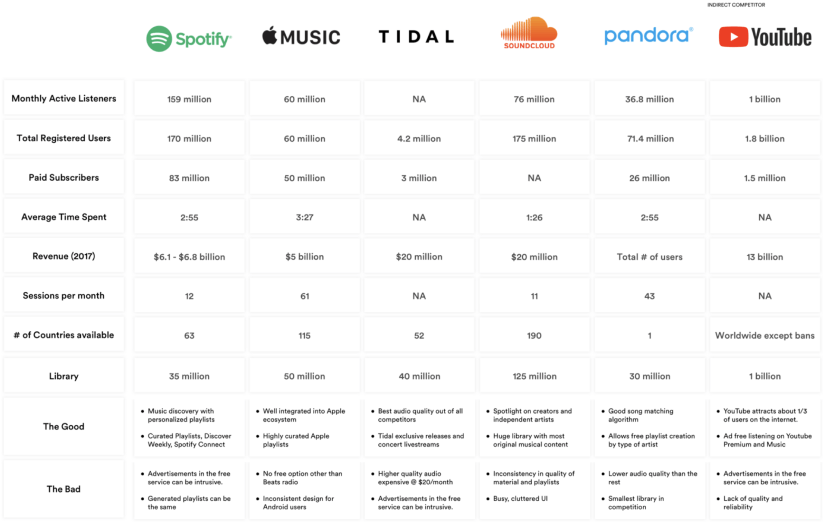 INDIRECT COMPETITOR
Spotify MUSIC TIDAL SOUNDCLOUD pandora YouTube
Monthly Active Listeners 159 million 60 million NA 76 million 36.8 million 1 billion
Total Registered Users 170 million 60 million 4.2 million 175 million 71.4 million 1.8 billion
Paid Subscribers 83 million 50 million 3 million NA 26 million 1.5 million
Average Time Spent 2:55 3:27 NA 1:26 2:55 NA
Revenue (2017) $6.1 - $6.8 billion $5 billion $20 million $20 million Total # of users 13 billion
Sessions per month 12 61 NA 11 43 NA
# of Countries available 63 115 52 190 1 Worldwide except bans
Library 35 million 50 million 40 million 125 million 30 million 1 billion
The Good
• Music discovery with
personalized playlists
• Curated Playlists, Discover
Weekly, Spotify Connect
• Well integrated into Apple
ecosystem
• Highly curated Apple
playlists
• Best audio quality out of all
competitors
• Tidal exclusive releases and
concert livestreams
• Spotlight on creators and
independent artists
• Huge library with most
original musical content
• Good song matching
algorithm
• Allows free playlist creation
by type of artist
• YouTube attracts about 1/3
of users on the internet.
• Ad free listening on Youtube
Premium and Music
The Bad
• Advertisements in the free
service can be intrusive.
• Generated playlists can be
the same
• No free option other than
Beats radio
• Inconsistent design for
Android users
• Higher quality audio
expensive @ $20/month
• Advertisements in the free
service can be intrusive.
• Inconsistency in quality of
material and playlists
• Busy, cluttered UI
• Lower audio quality than the
rest
• Smallest library in
competition
• Advertisements in the free
service can be intrusive.
• Lack of quality and
reliability